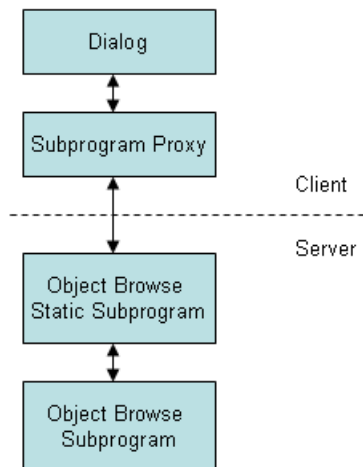 Dialog
Subprogram Proxy
Client
Server
Object Browse
Static Subprogram
Object Browse
Subprogram